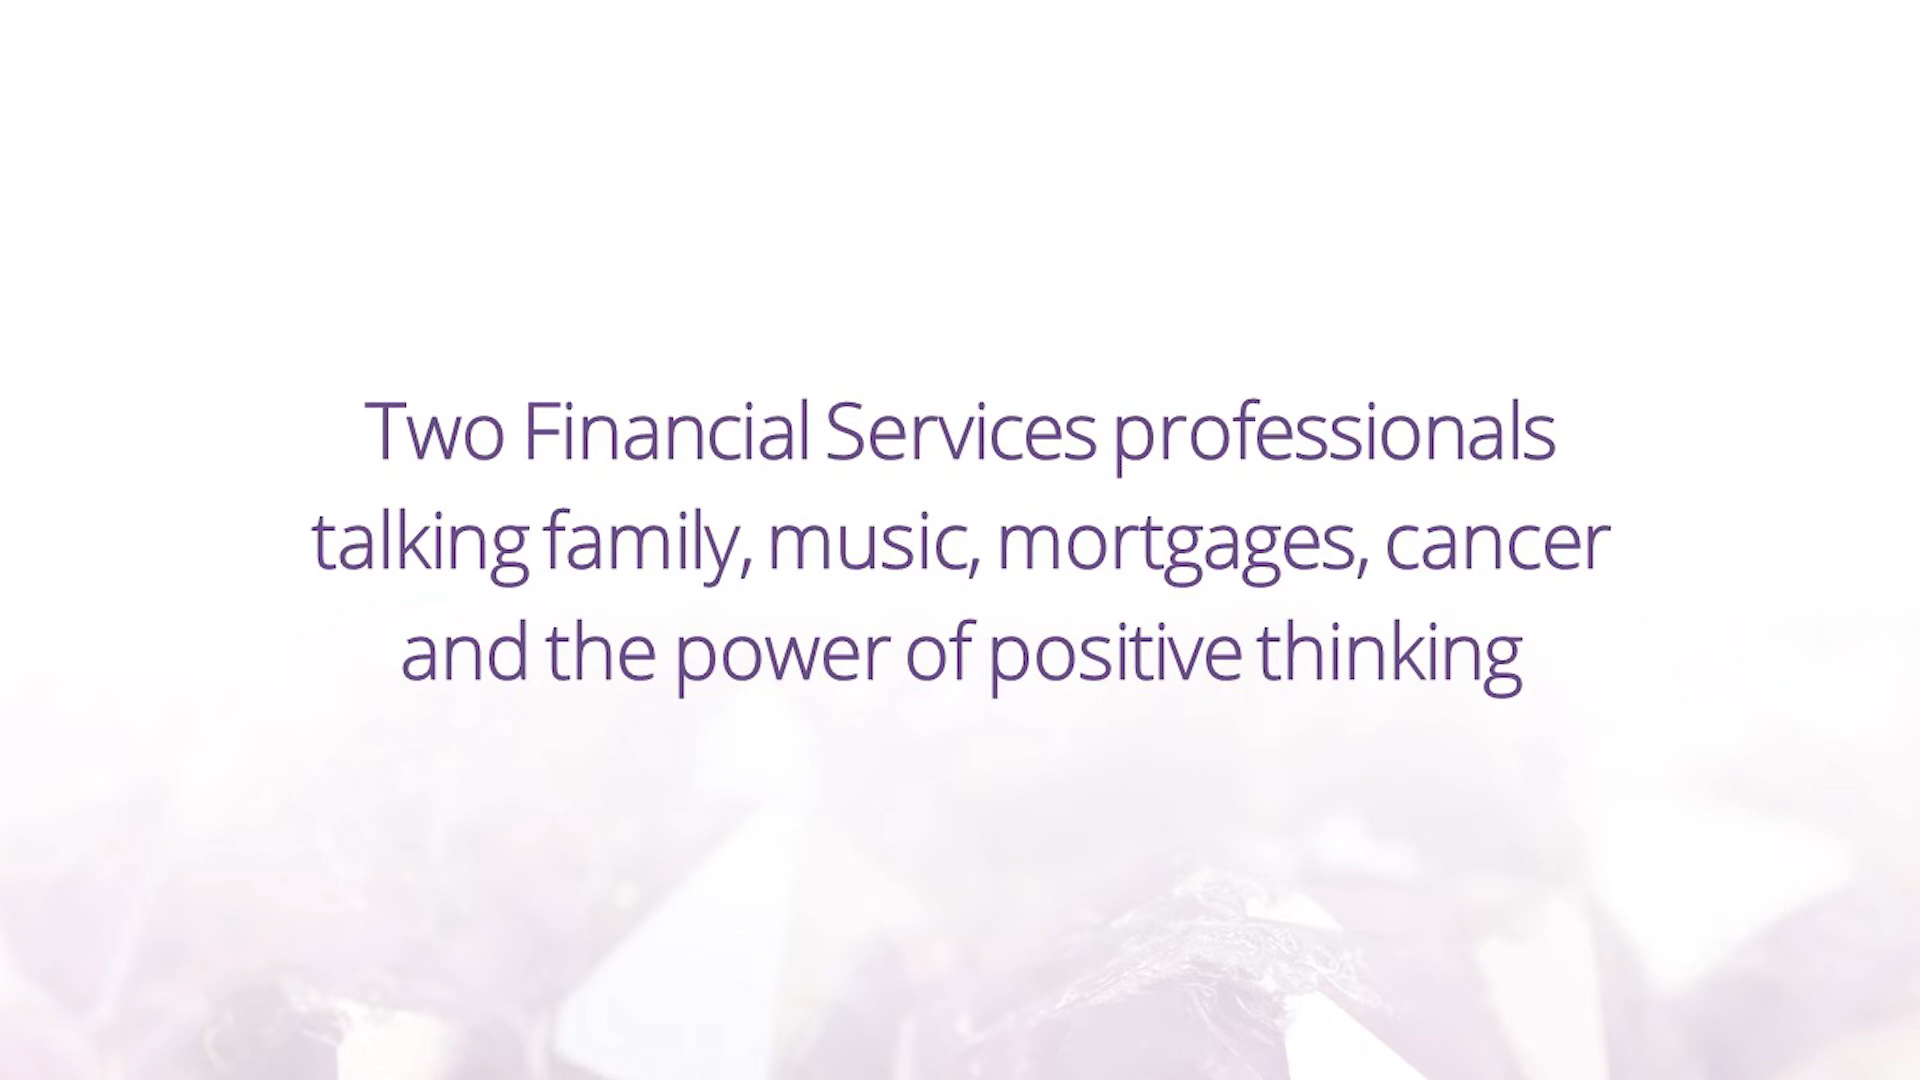 Two Financial Services professionals
talking family, music, mortgages, cancer
and the power of positive thinking